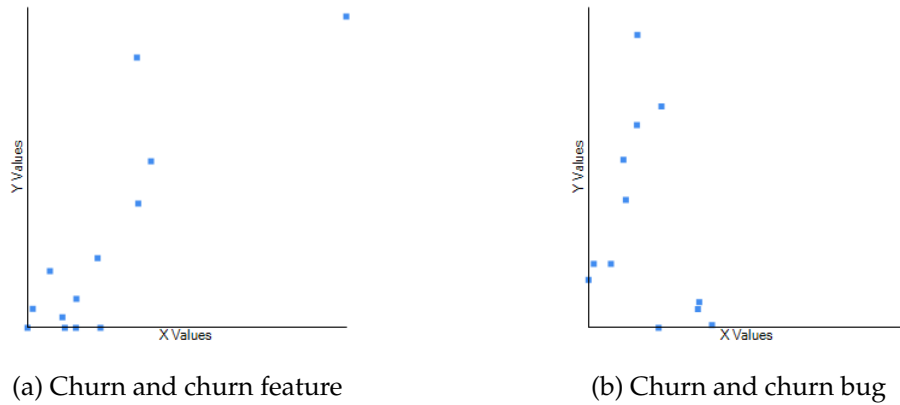 Y Values
X Values
(a) Churn and churn feature
Y Values
X Values
(b) Churn and churn bug